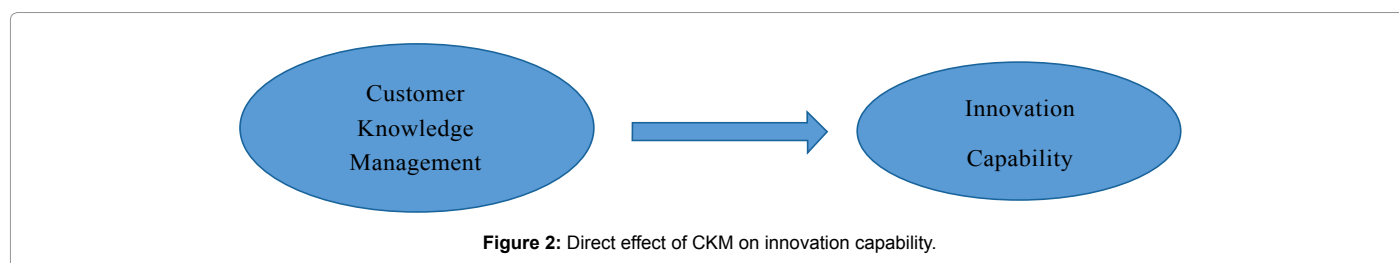 Customer
Knowledge
Management
Innovation
Capability
Figure 2: Direct effect of CKM on innovation capability.